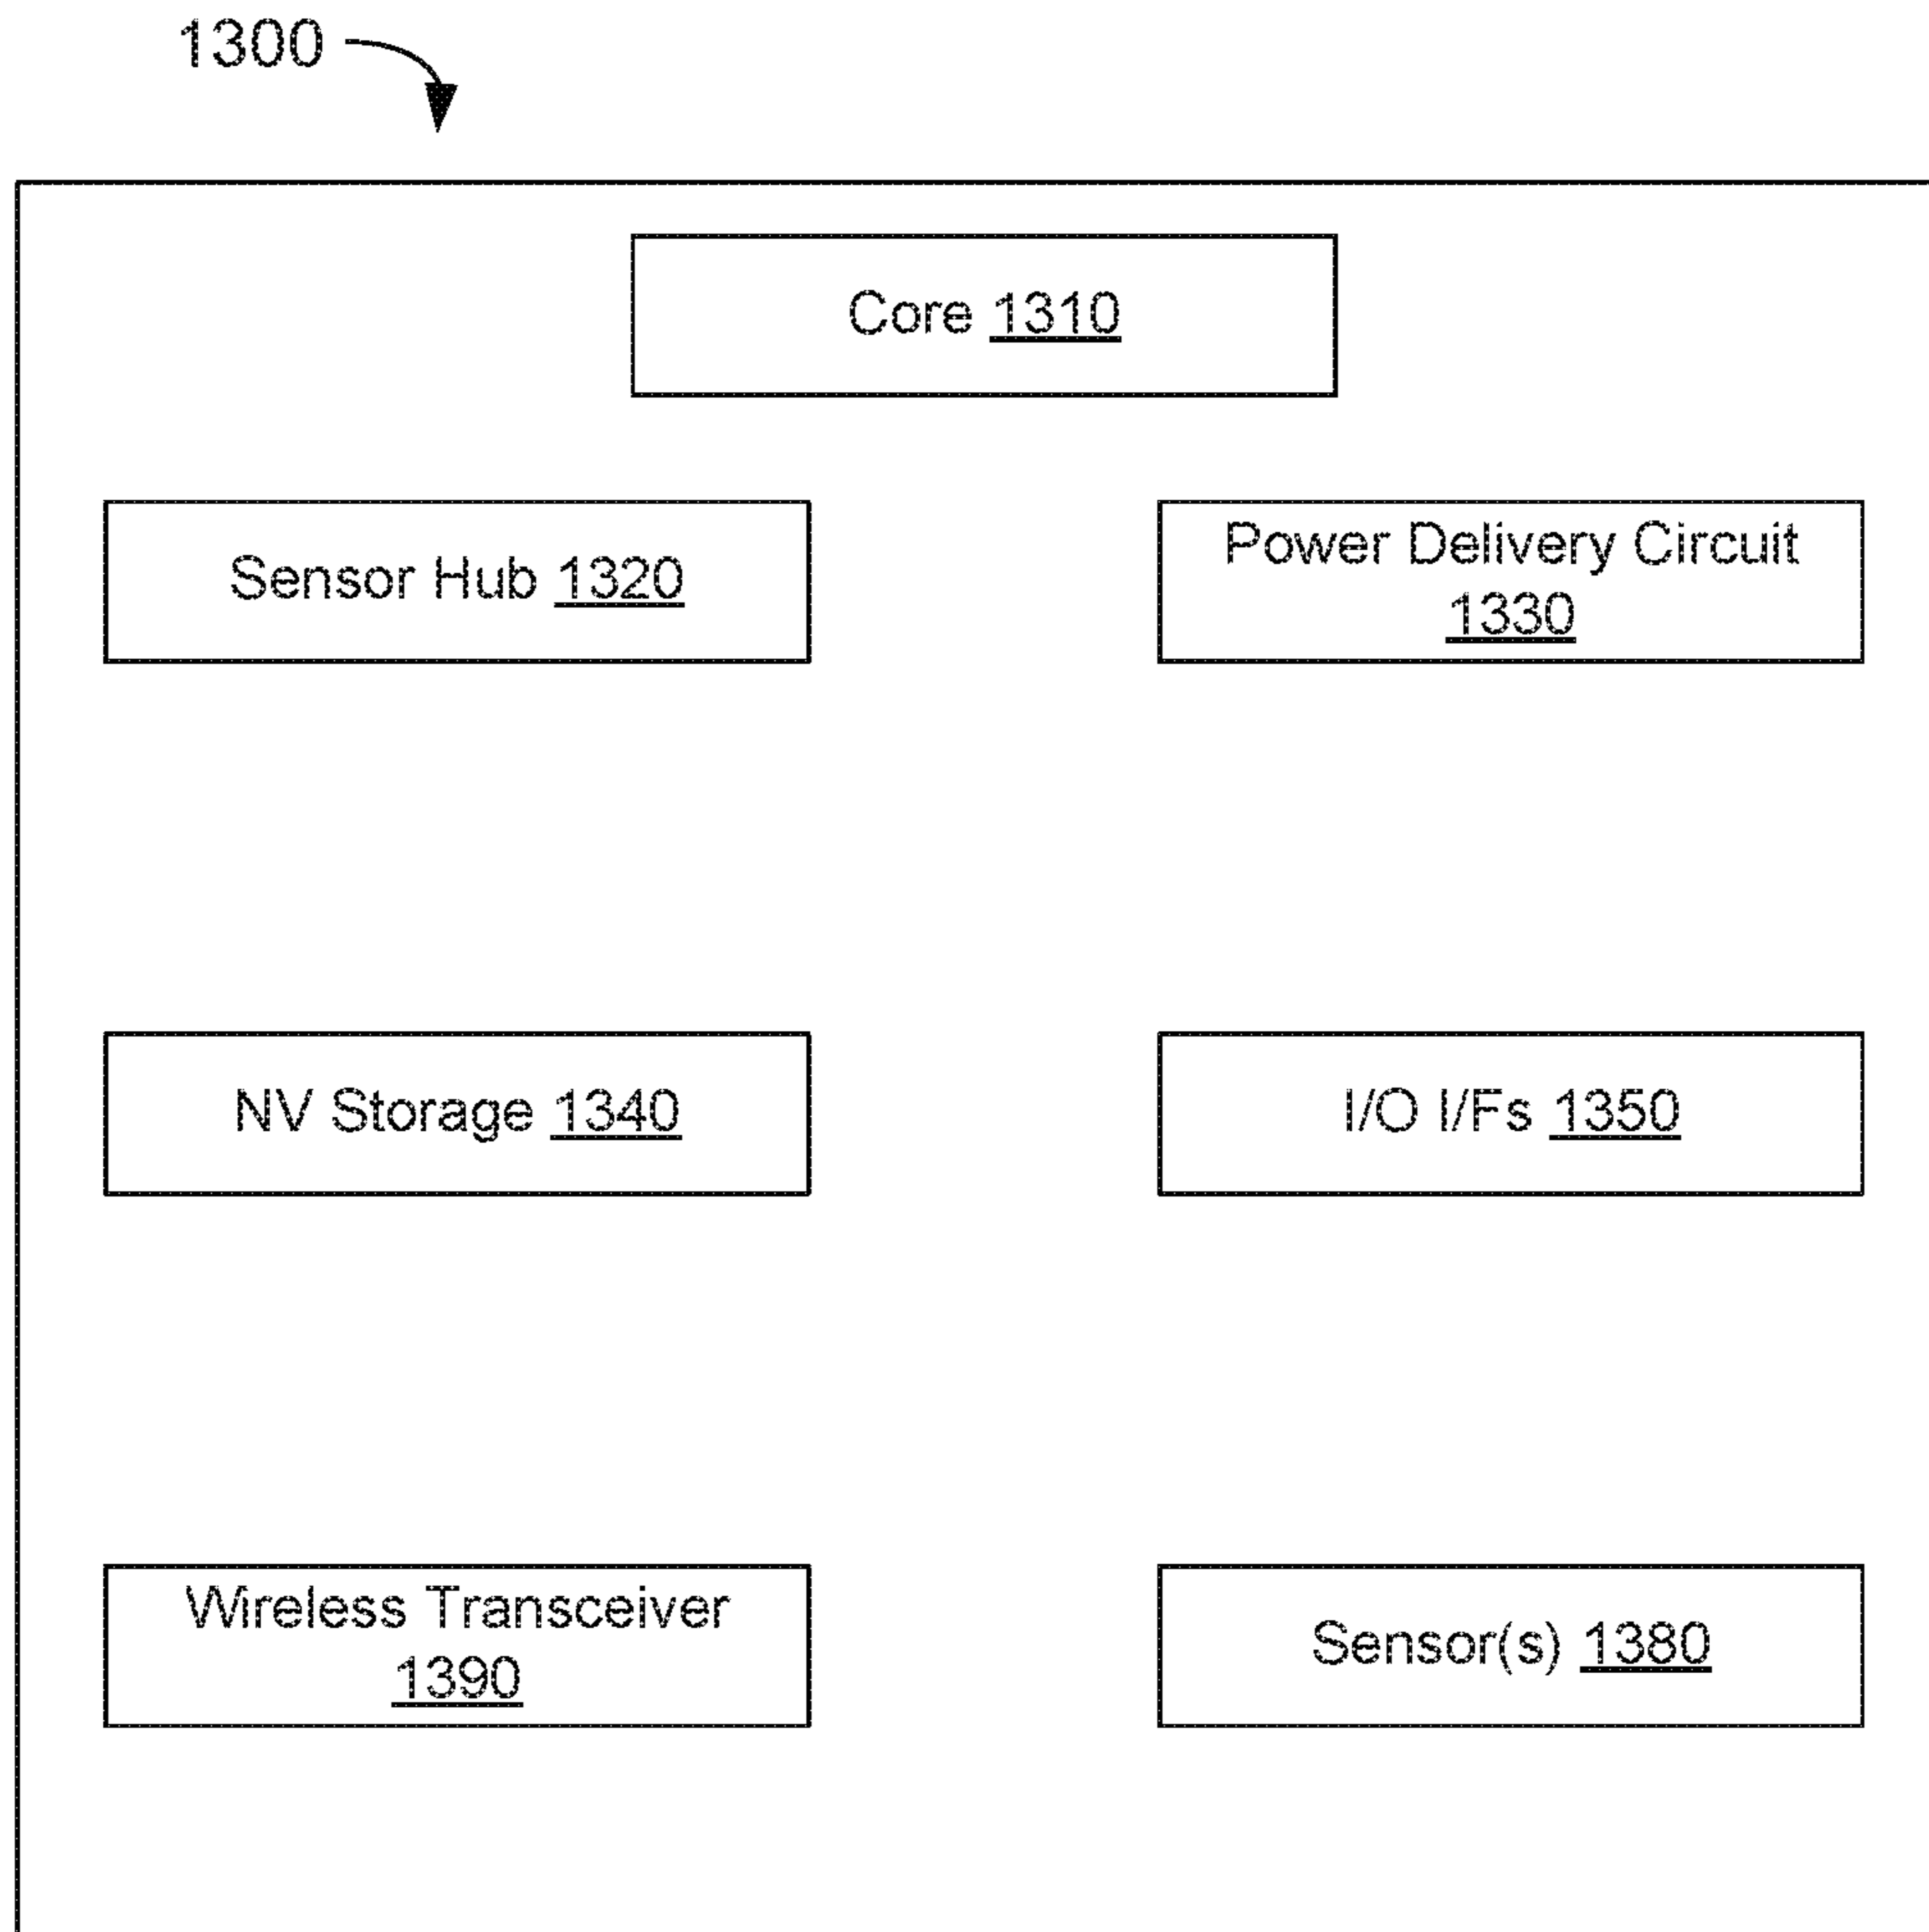 1300
Core 1310
Sensor Hub 1320
Power Delivery Circuit
1330
NV Storage 1340
I/O I/Fs 1350
Wireless Transceiver
1390
Sensor(s) 1380